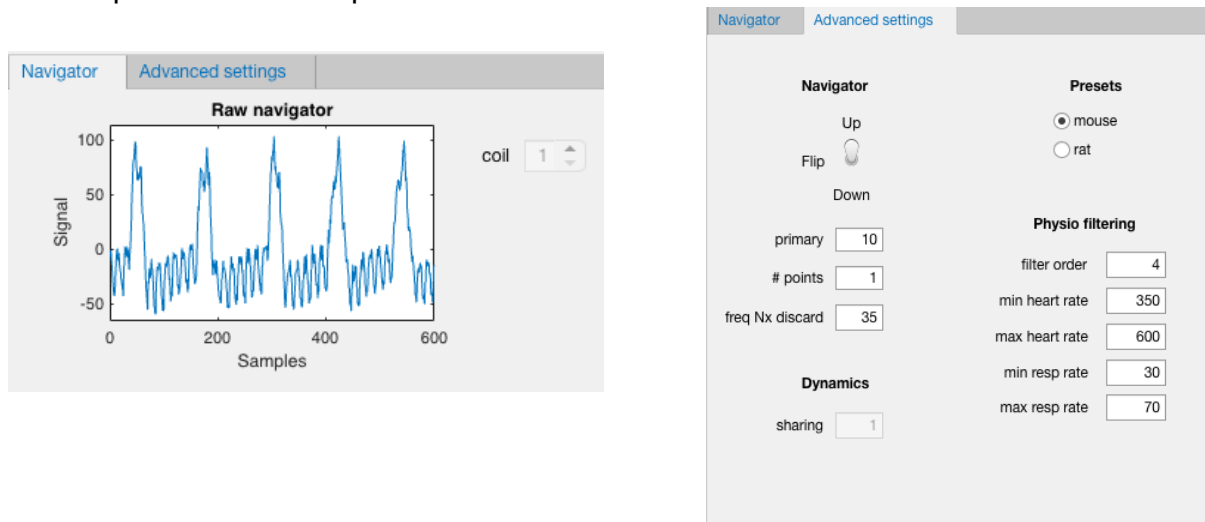 Navigator Advanced settings
Raw navigator
100
50
0
-50
Signal
0 200 400 600
Samples
coil 1
Navigator Advanced settings
Navigator
Up
Flip
Down
primary 10
# points 1
freq Nx discard 35
Dynamics
sharing 1
Presets
mouse
rat
Physio filtering
filter order 4
min heart rate 350
max heart rate 600
min resp rate 30
max resp rate 70